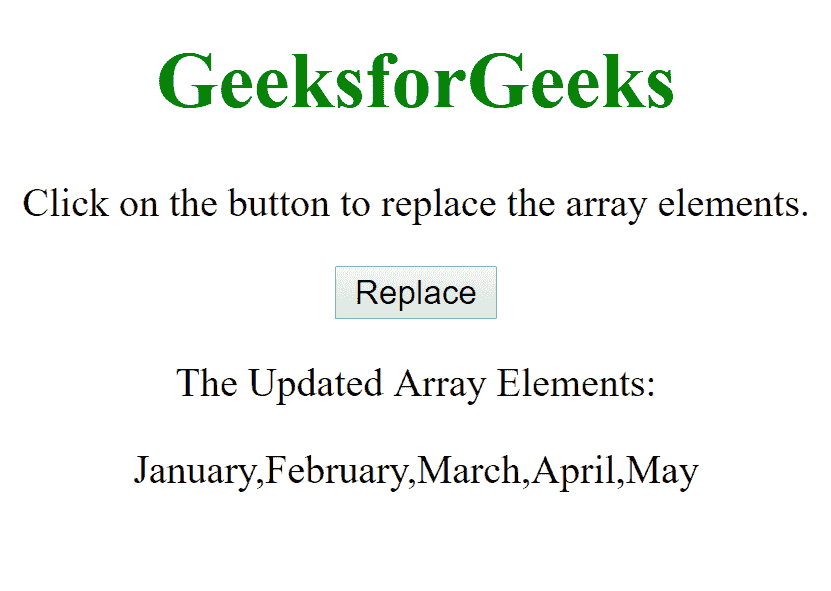 GeeksforGeeks
Click on the button to replace the array elements.
Replace
The Updated Array Elements:
January,February,March,April,May